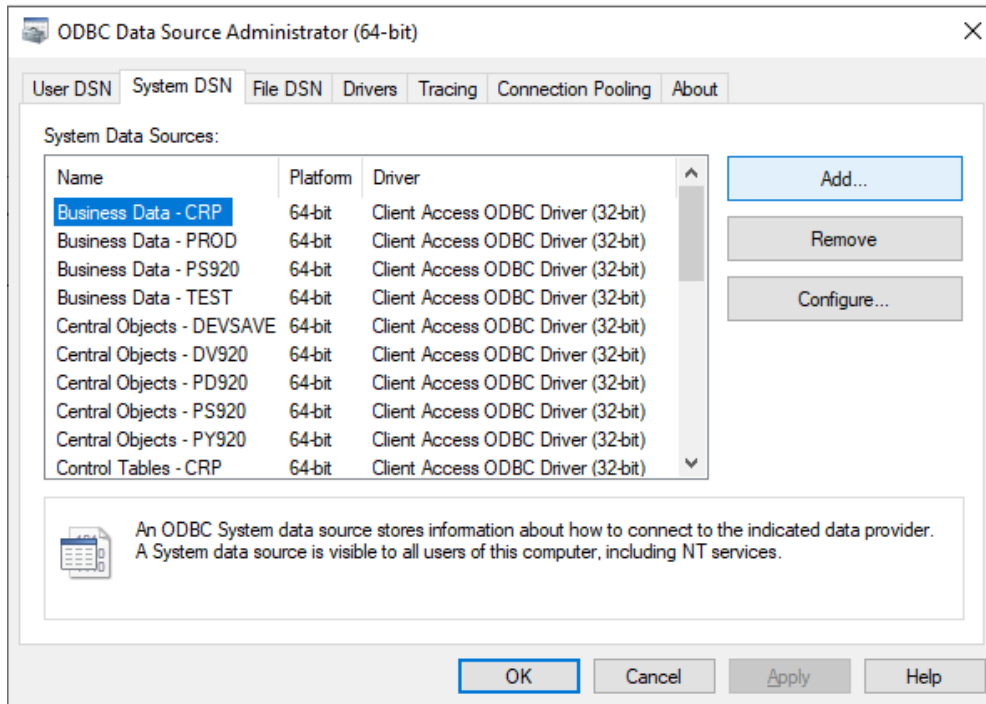 ODBC Data Source Administrator (64-bit)
User DSN System DSN File DSN Drivers Tracing Connection Pooling About
System Data Sources:
Name Platform Driver
Business Data - CRP 64-bit Client Access ODBC Driver (32-bit)
Business Data - PROD 64-bit Client Access ODBC Driver (32-bit)
Business Data - PS920 64-bit Client Access ODBC Driver (32-bit)
Business Data - TEST 64-bit Client Access ODBC Driver (32-bit)
Central Objects - DEVSAVE 64-bit Client Access ODBC Driver (32-bit)
Central Objects - DV920 64-bit Client Access ODBC Driver (32-bit)
Central Objects - PD920 64-bit Client Access ODBC Driver (32-bit)
Central Objects - PS920 64-bit Client Access ODBC Driver (32-bit)
Central Objects - PY920 64-bit Client Access ODBC Driver (32-bit)
Control Tables - CRP 64-bit Client Access ODBC Driver (32-bit)
Add...
Remove
Configure...
An ODBC System data source stores information about how to connect to the indicated data provider.
A System data source is visible to all users of this computer, including NT services.
OK Cancel Apply Help